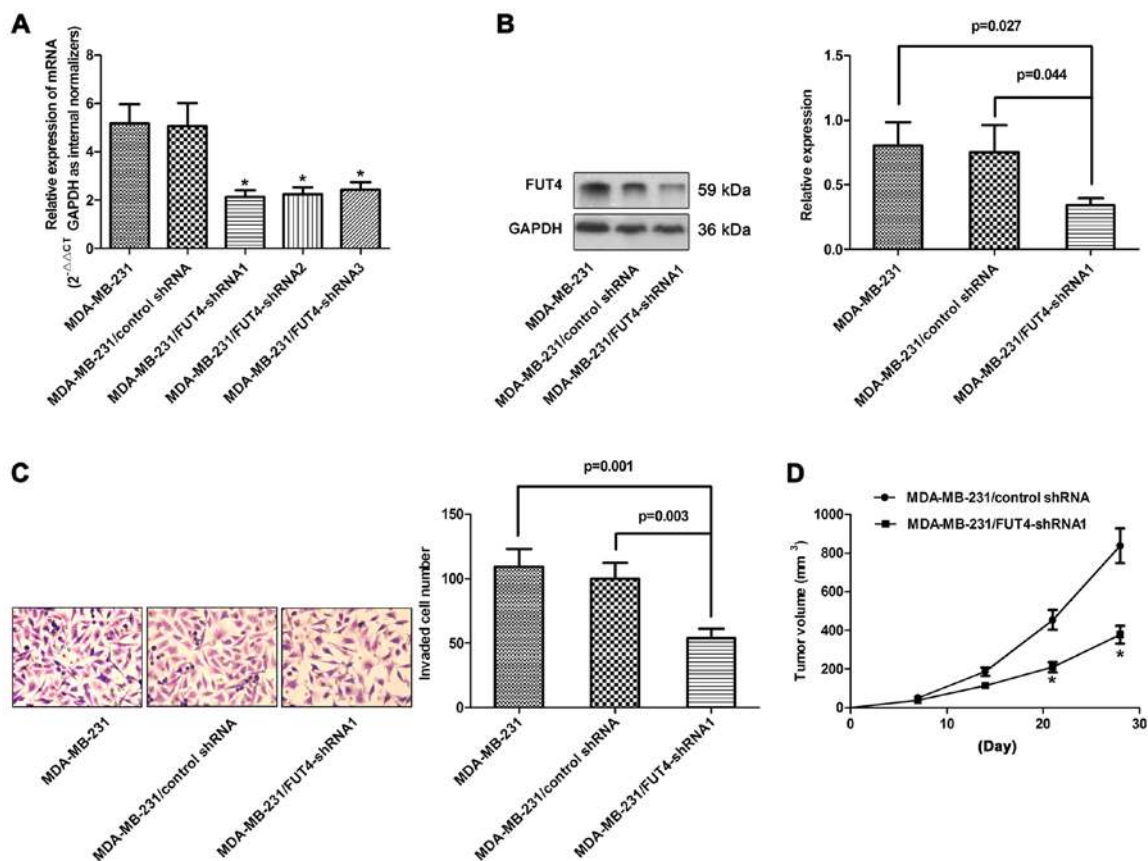 A
Relative expression of mRNA
(2-△△CT GAPDH as internal normalizers)
8
6
4
2
0
*
*
*
MDA-MB-231
MDA-MB-231/control shRNA
MDA-MB-231/FUT4-shRNA1
MDA-MB-231/FUT4-shRNA2
MDA-MB-231/FUT4-shRNA3
B
FUT4
59 kDa
GAPDH
36 kDa
MDA-MB-231
MDA-MB-231/control shRNA
MDA-MB-231/FUT4-shRNA1
p=0.027
p=0.044
Relative expression
1.5
1.0
0.5
0.0
MDA-MB-231
MDA-MB-231/control shRNA
MDA-MB-231/FUT4-shRNA1
C
MDA-MB-231
MDA-MB-231/control shRNA
MDA-MB-231/FUT4-shRNA1
p=0.001
p=0.003
Invaded cell number
150
100
50
0
MDA-MB-231
MDA-MB-231/control shRNA
MDA-MB-231/FUT4-shRNA1
D
MDA-MB-231/control shRNA
MDA-MB-231/FUT4-shRNA1
Tumor volume (mm3)
1000
800
600
400
200
0
*
*
0
10
20
30
(Day)